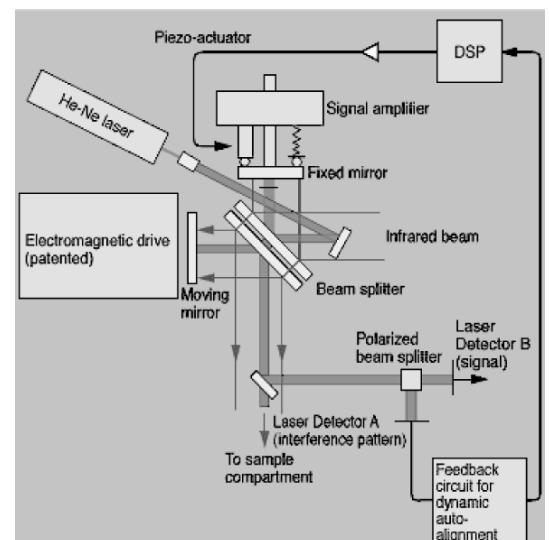 Piezo-actuator
DSP
He-Ne laser
Signal amplifier
Fixed mirror
Electromagnetic drive
(patented)
Infrared beam
Moving
mirror
Beam splitter
Polarized
beam splitter
Laser
Detector B
(signal)
Laser Detector A
(interference pattern)
To sample
compartment
Feedback
circuit for
dynamic
auto-
alignment